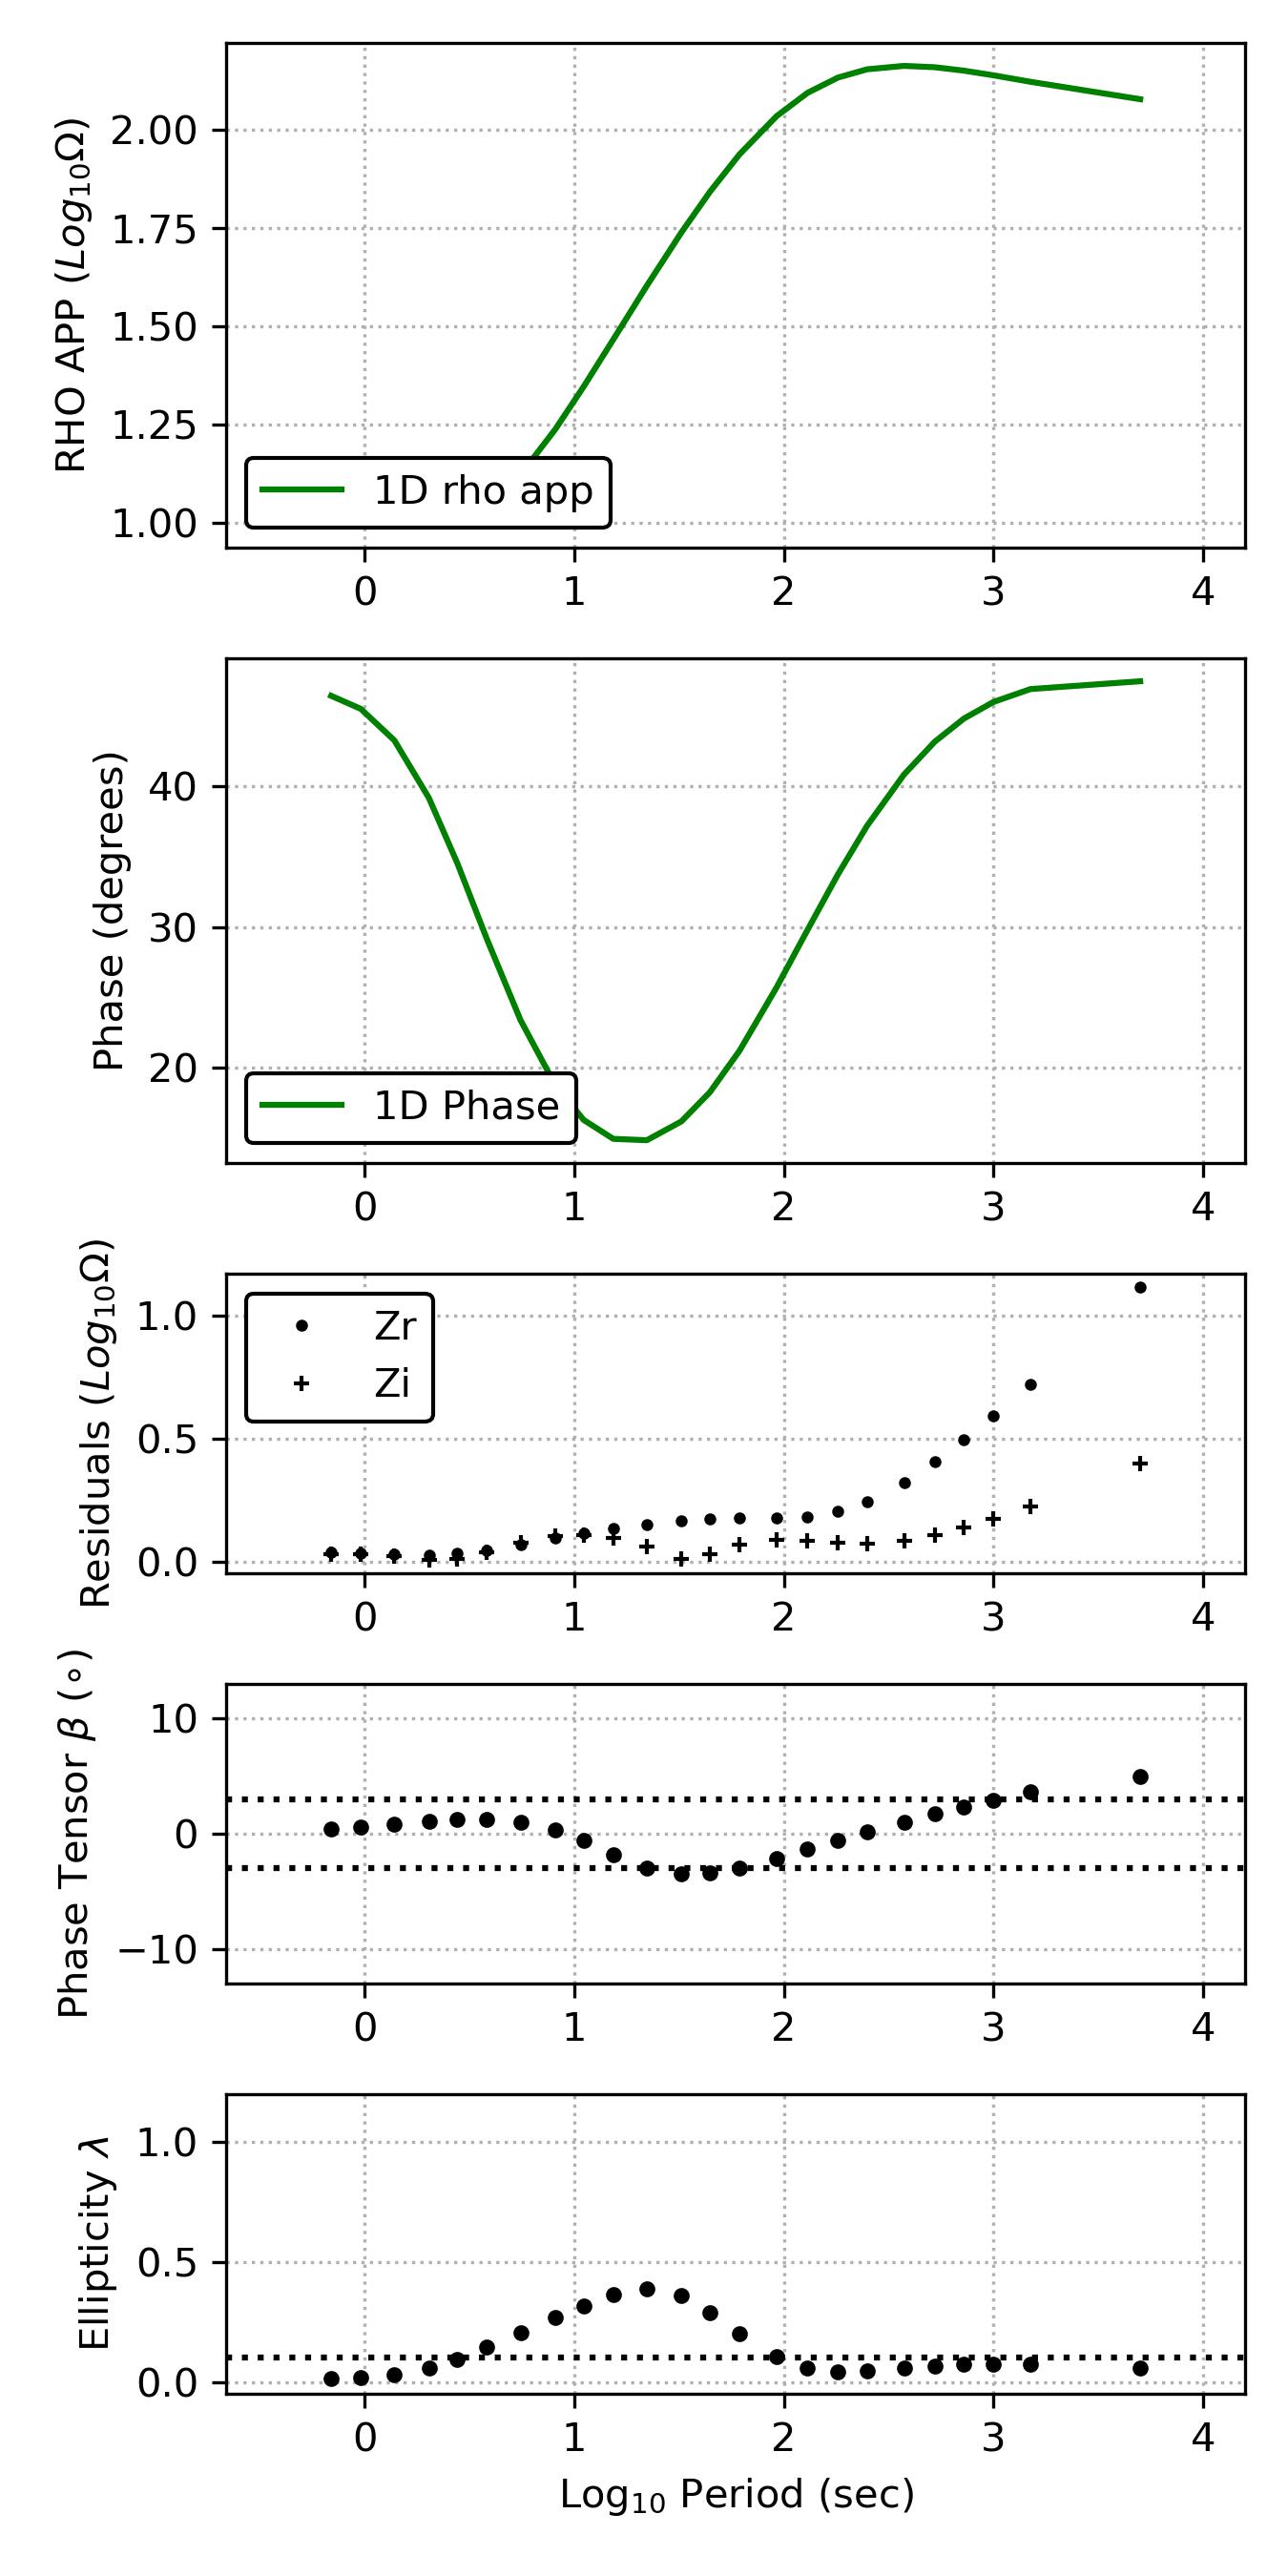 RHO APP (Log₁₀Ω)
2.00
1.75
1.50
1.25
1.00
1D rho app
0 1 2 3 4
Phase (degrees)
40
30
20
1D Phase
0 1 2 3 4
Residuals (Log₁₀Ω)
1.0
0.5
0.0
Zr
Zi
0 1 2 3 4
Phase Tensor β (∘)
10
0
−10
0 1 2 3 4
Ellipticity λ
1.0
0.5
0.0
0 1 2 3 4
Log₁₀ Period (sec)